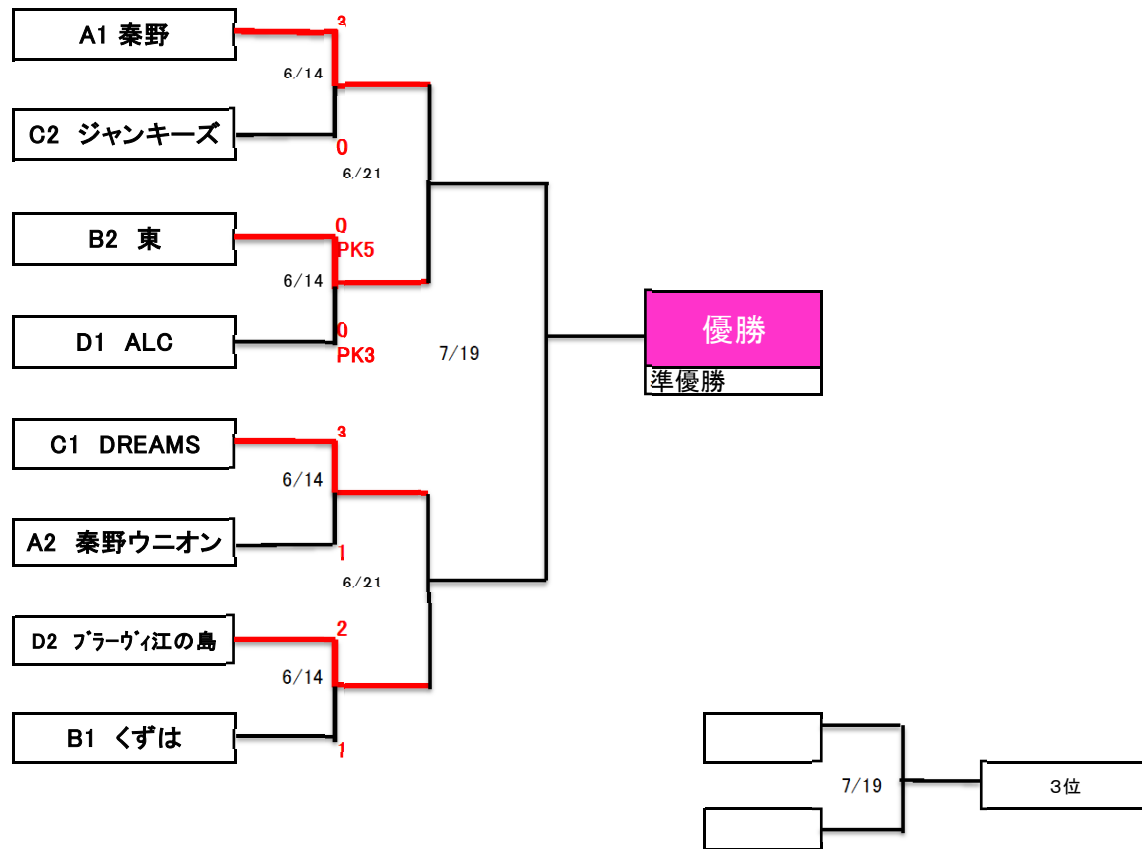 A1 秦野
3
6/14
C2 ジャンキーズ
0
6/21
B2 東
0
PK5
6/14
D1 ALC
0
PK3
7/19
優勝
準優勝
C1 DREAMS
3
6/14
A2 秦野ウニオン
1
6/21
D2 ブラーヴィ江の島
2
6/14
B1 くずは
1
7/19
3位